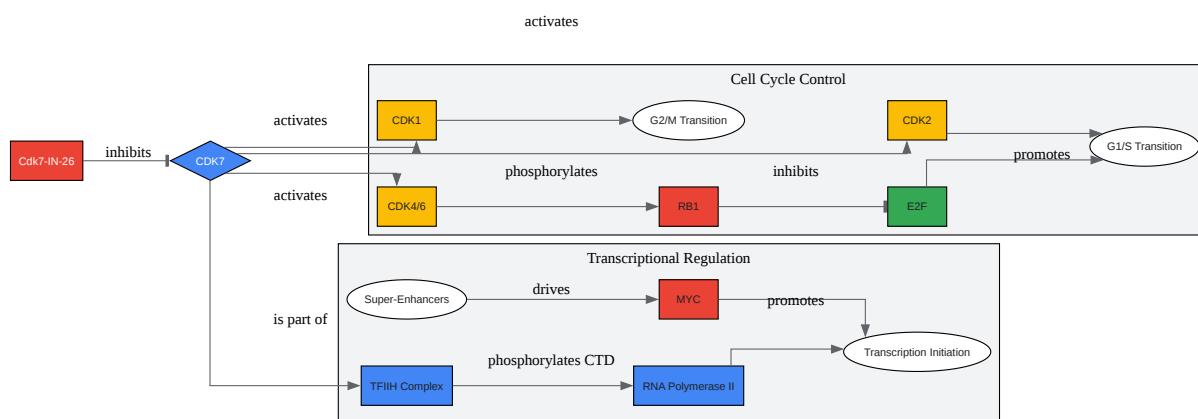 activates
Cell Cycle Control
activates
CDK1
G2/M Transition
CDK2
Cdk7-IN-26
inhibits
CDK7
G1/S Transition
promotes
phosphorylates
inhibits
activates
CDK4/6
RB1
E2F
Transcriptional Regulation
Super-Enhancers
drives
MYC
promotes
is part of
Transcription Initiation
phosphorylates CTD
TFIIH Complex
RNA Polymerase II